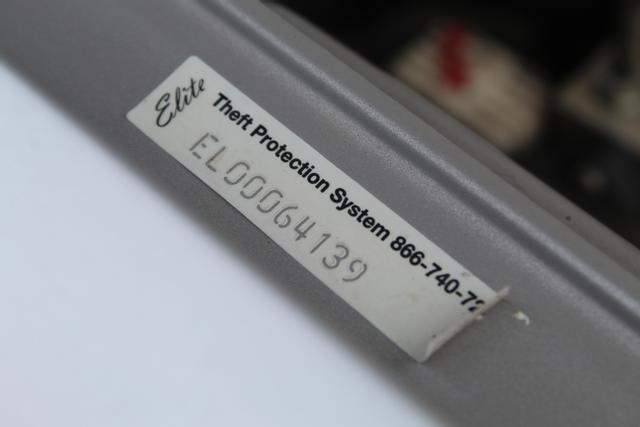 Elite
Theft Protection System 866-740-72
EL00064139